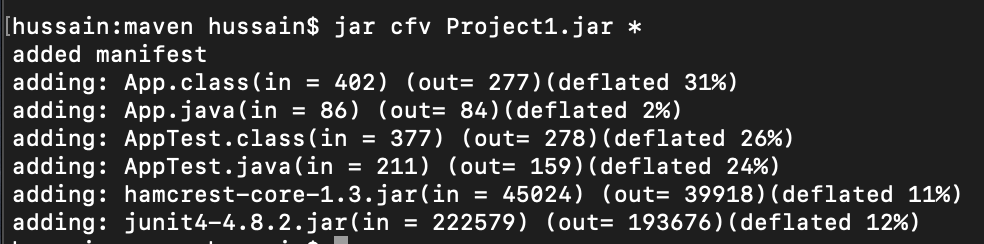 [hussain:maven hussain$ jar cfv Project1.jar *
added manifest
adding: App.class(in = 402) (out= 277)(deflated 31%)
adding: App.java(in = 86) (out= 84)(deflated 2%)
adding: AppTest.class(in = 377) (out= 278)(deflated 26%)
adding: AppTest.java(in = 211) (out= 159)(deflated 24%)
adding: hamcrest-core-1.3.jar(in = 45024) (out= 39918)(deflated 11%)
adding: junit4-4.8.2.jar(in = 222579) (out= 193676)(deflated 12%)